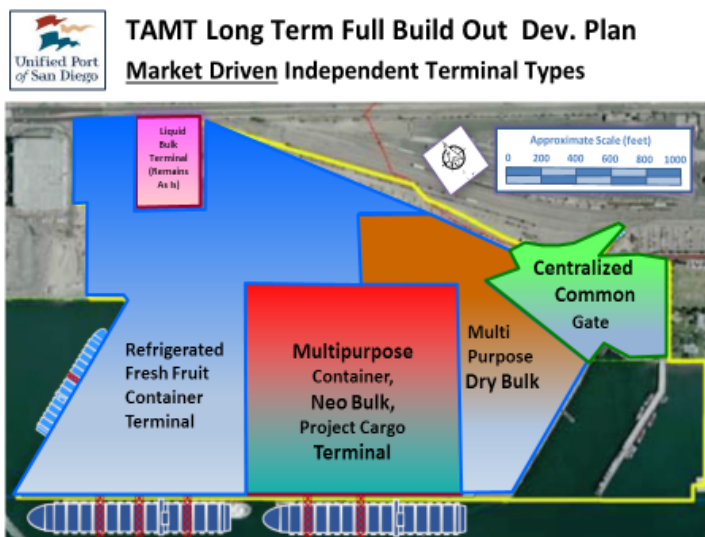 Unified Port
of San Diego
TAMT Long Term Full Build Out Dev. Plan
Market Driven Independent Terminal Types
Liquid
Bulk
Terminal
(Remains
As Is)
Approximate Scale (feet)
0 200 400 600 800 1000
Centralized
Common
Gate
Refrigerated
Fresh Fruit
Container
Terminal
Multipurpose
Container,
Neo Bulk,
Project Cargo
Terminal
Multi
Purpose
Dry Bulk